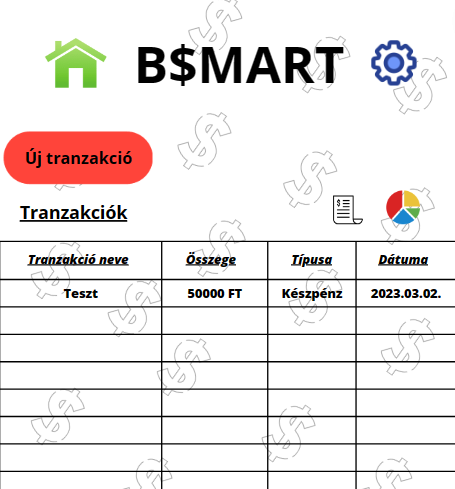 B$MART
Új tranzakció
Tranzakciók
Tranzakció neve Összege Típusa Dátuma
Teszt 50000 FT Készpénz 2023.03.02.